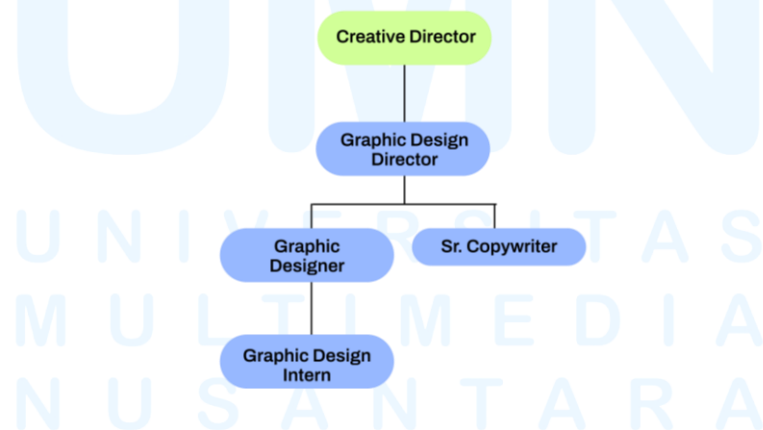 UMN
Creative Director
Graphic Design
Director
Graphic
Designer
Sr. Copywriter
Graphic Design
Intern
UNIVERSITAS
MULTIMEDIA
NUSANTARA